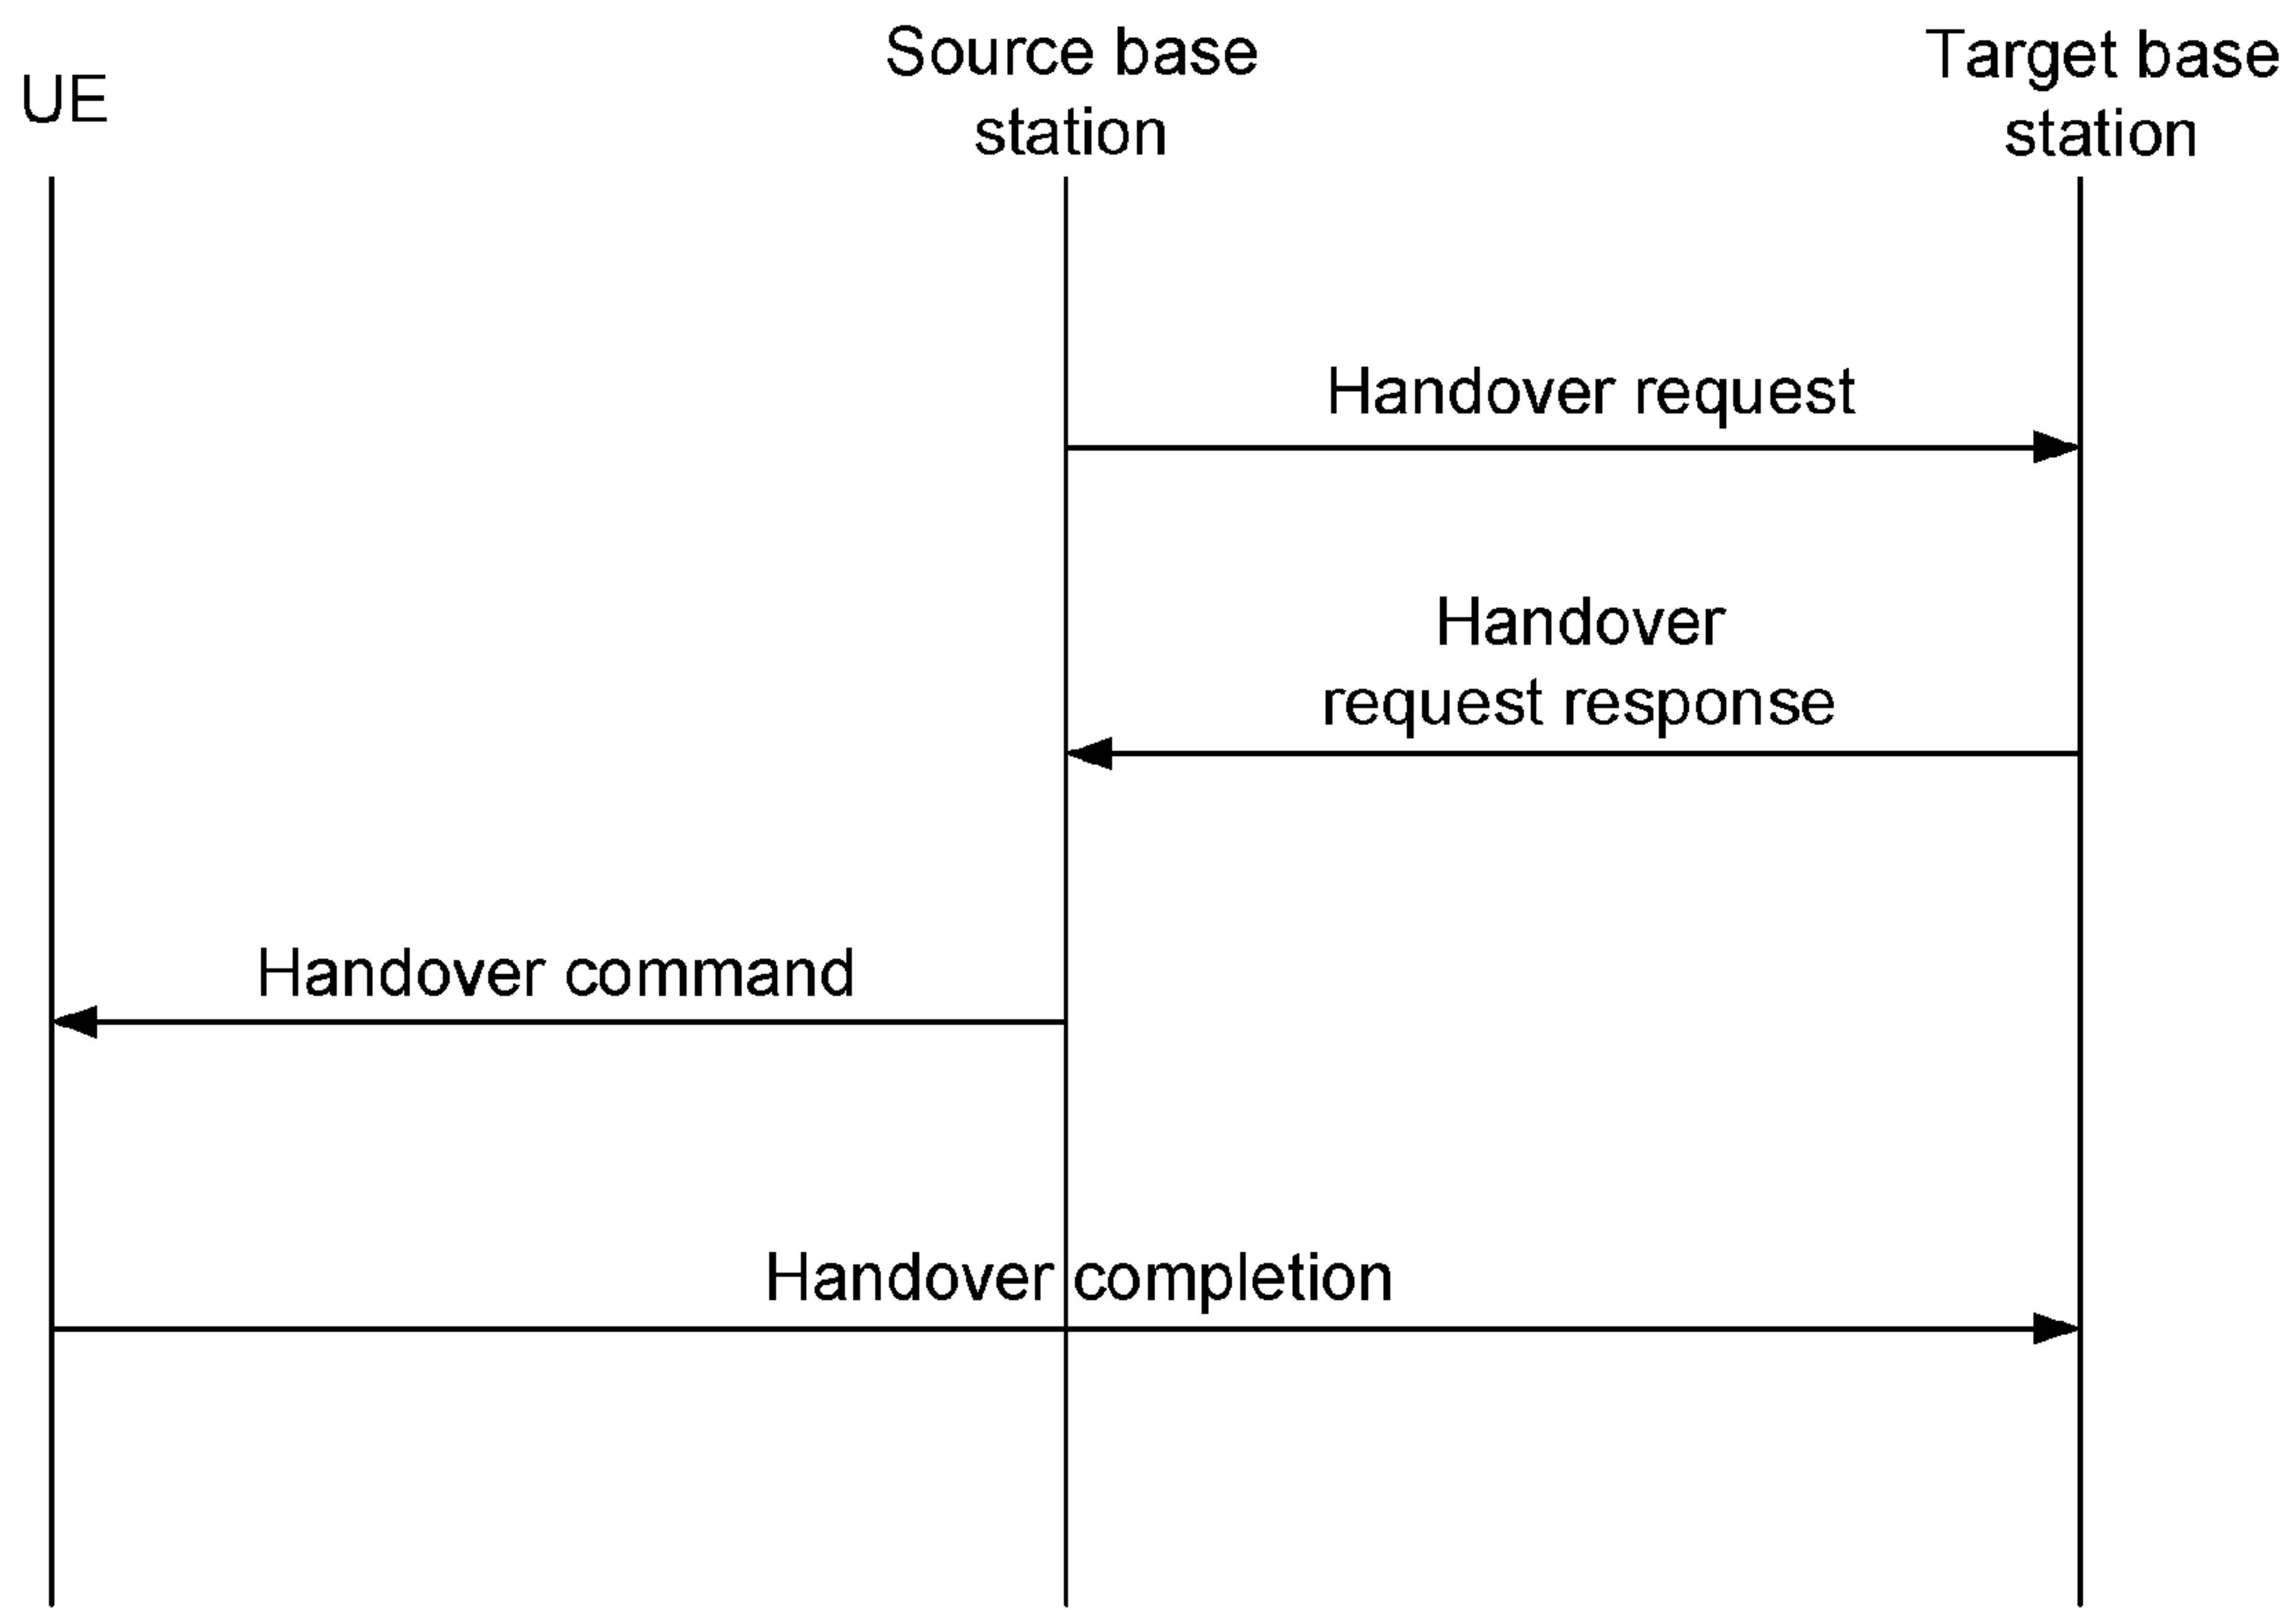 UE
Source base
station
Target base
station
Handover request
Handover
request response
Handover command
Handover completion